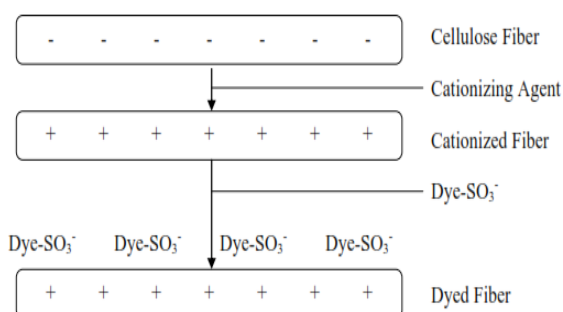 - - - - - - -
Cellulose Fiber
Cationizing Agent
+ + + + + + +
Cationized Fiber
Dye-SO₃⁻
Dye-SO₃⁻ Dye-SO₃⁻ Dye-SO₃⁻ Dye-SO₃⁻
+ + + + + + +
Dyed Fiber